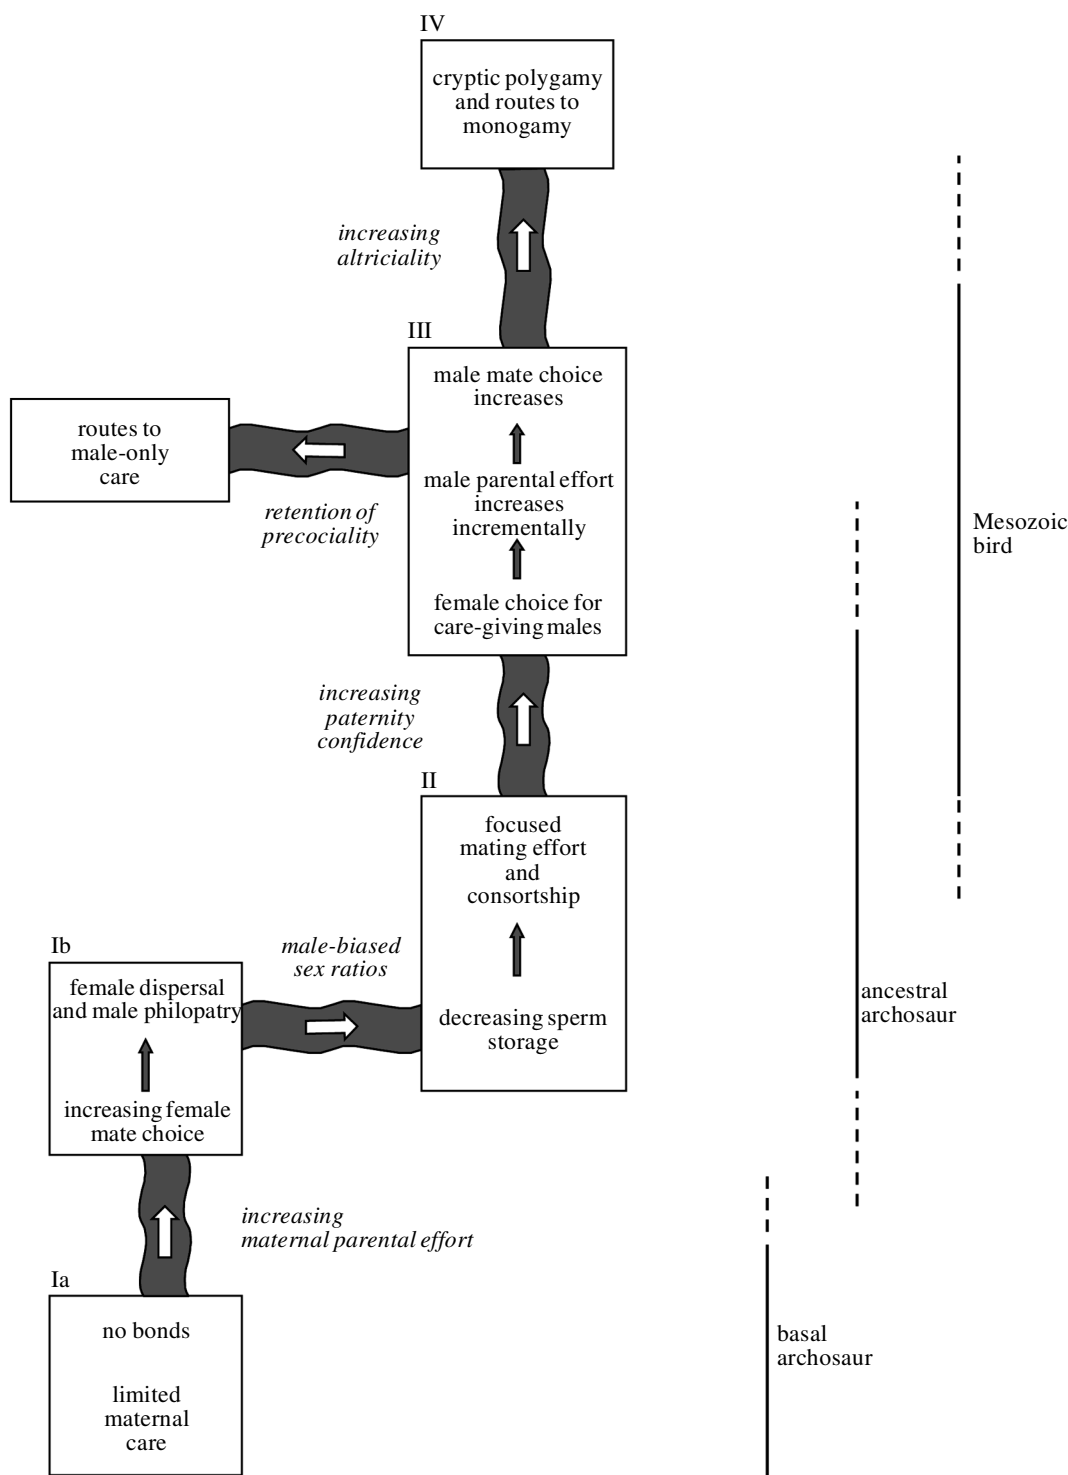 IV
cryptic polygamy
and routes to
monogamy
increasing
altriciality
III
male mate choice
increases
male parental effort
increases
incrementally
female choice for
care-giving males
routes to
male-only
care
retention of
precociality
Mesozoic
bird
increasing
paternity
confidence
II
focused
mating effort
and
consortship
decreasing sperm
storage
male-biased
sex ratios
Ib
female dispersal
and male philopatry
increasing female
mate choice
ancestral
archosaur
increasing
maternal parental effort
Ia
no bonds
limited
maternal
care
basal
archosaur